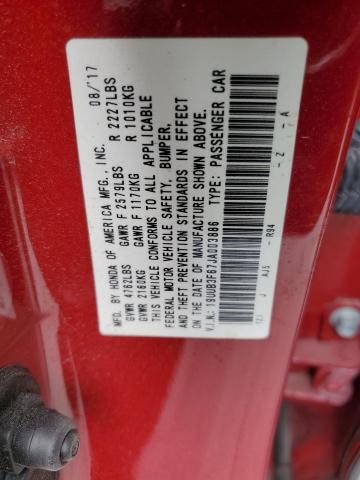 MFD. BY HONDA OF AMERICA MFG., INC. 08/'17
GVWR 4762LBS GAWR F 2579LBS R 2227LBS
GVWR 2160KG GAWR F 1170KG R 1010KG
THIS VEHICLE CONFORMS TO ALL APPLICABLE
FEDERAL MOTOR VEHICLE SAFETY, BUMPER,
AND THEFT PREVENTION STANDARDS IN EFFECT
ON THE DATE OF MANUFACTURE SHOWN ABOVE.
V.I.N.: 19UUB3F67JA003886 TYPE: PASSENGER CAR
J AJ5 -R94 - Z - A